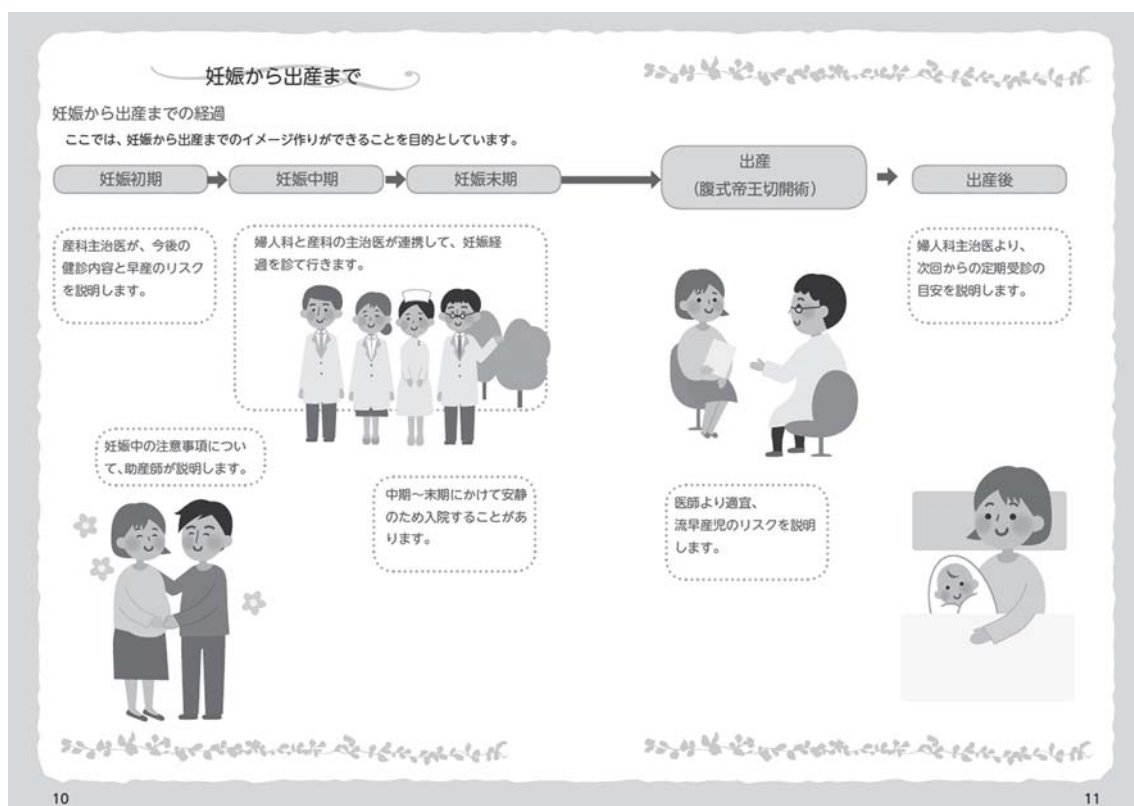 妊娠から出産まで
妊娠から出産までの経過
ここでは、妊娠から出産までのイメージ作りができることを目的としています。
妊娠初期
妊娠中期
妊娠末期
出産
（腹式帝王切開術）
出産後
産科主治医が、今後の
健診内容と早産のリスク
を説明します。
婦人科と産科の主治医が連携して、妊娠経
過を診て行きます。
婦人科主治医より、
次回からの定期受診の
目安を説明します。
妊娠中の注意事項につい
て、助産師が説明します。
中期～末期にかけて安静
のため入院することがあ
ります。
医師より適宜、
流早産児のリスクを説明
します。
10
11